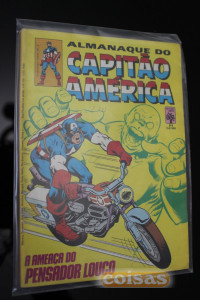 ALMANAQUE DO
CAPITÃO
AMÉRICA
A AMEAÇA DO
PENSADOR LOUCO
coisas